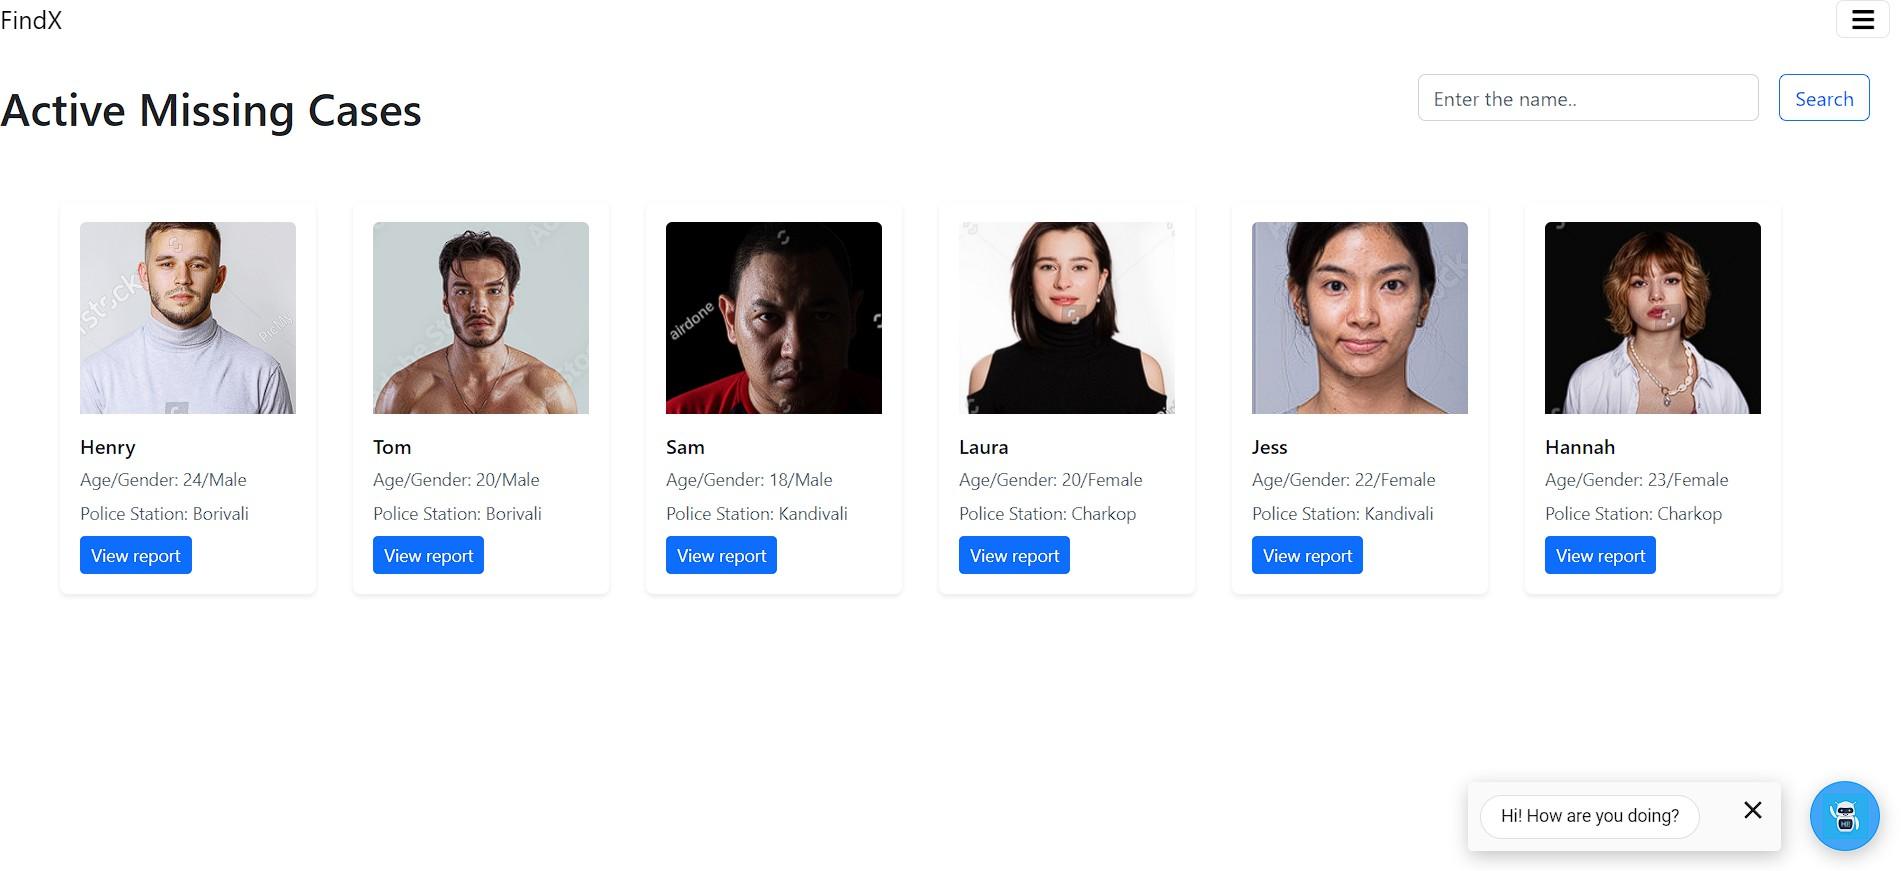 FindX
Active Missing Cases
Enter the name..
Search
Henry
Age/Gender: 24/Male
Police Station: Borivali
View report
Tom
Age/Gender: 20/Male
Police Station: Borivali
View report
airdone
Sam
Age/Gender: 18/Male
Police Station: Kandivali
View report
Laura
Age/Gender: 20/Female
Police Station: Charkop
View report
Jess
Age/Gender: 22/Female
Police Station: Kandivali
View report
Hannah
Age/Gender: 23/Female
Police Station: Charkop
View report
Hi! How are you doing?